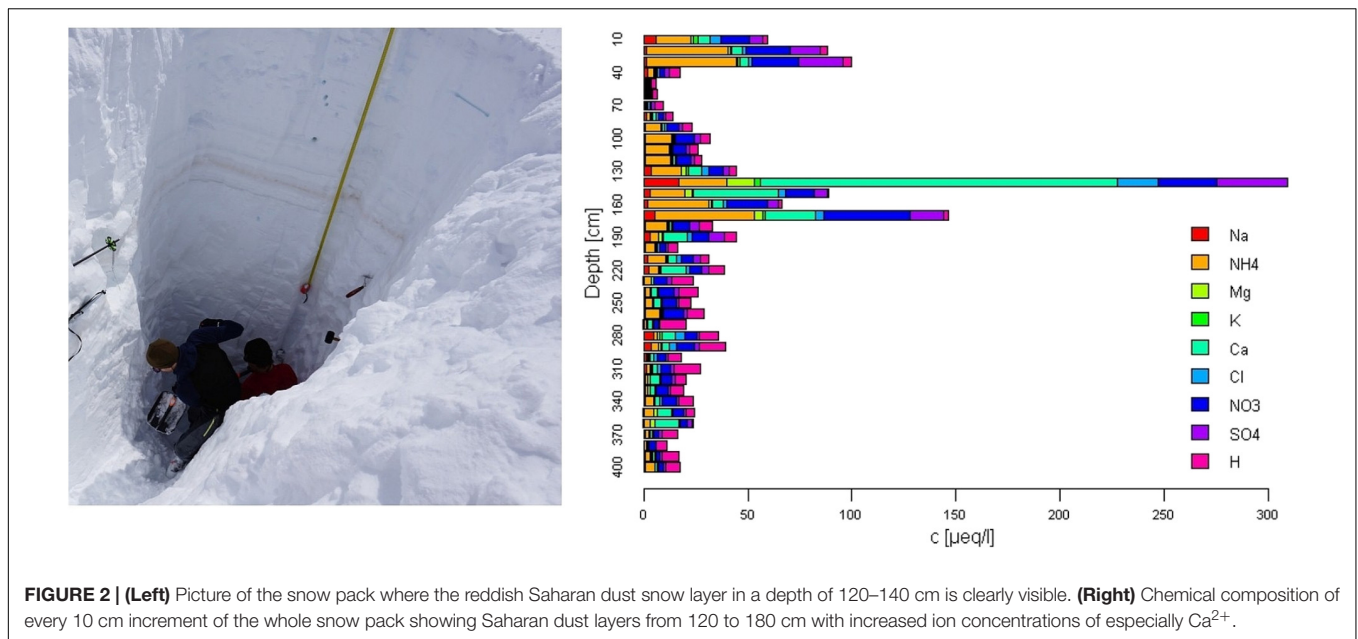 10
40
70
100
130
160
190
220
250
280
310
340
370
400
Depth [cm]
0 50 100 150 200 250 300
c [µeq/l]
Na
NH4
Mg
K
Ca
Cl
NO3
SO4
H
FIGURE 2 | (Left) Picture of the snow pack where the reddish Saharan dust snow layer in a depth of 120–140 cm is clearly visible. (Right) Chemical composition of
every 10 cm increment of the whole snow pack showing Saharan dust layers from 120 to 180 cm with increased ion concentrations of especially Ca²⁺.